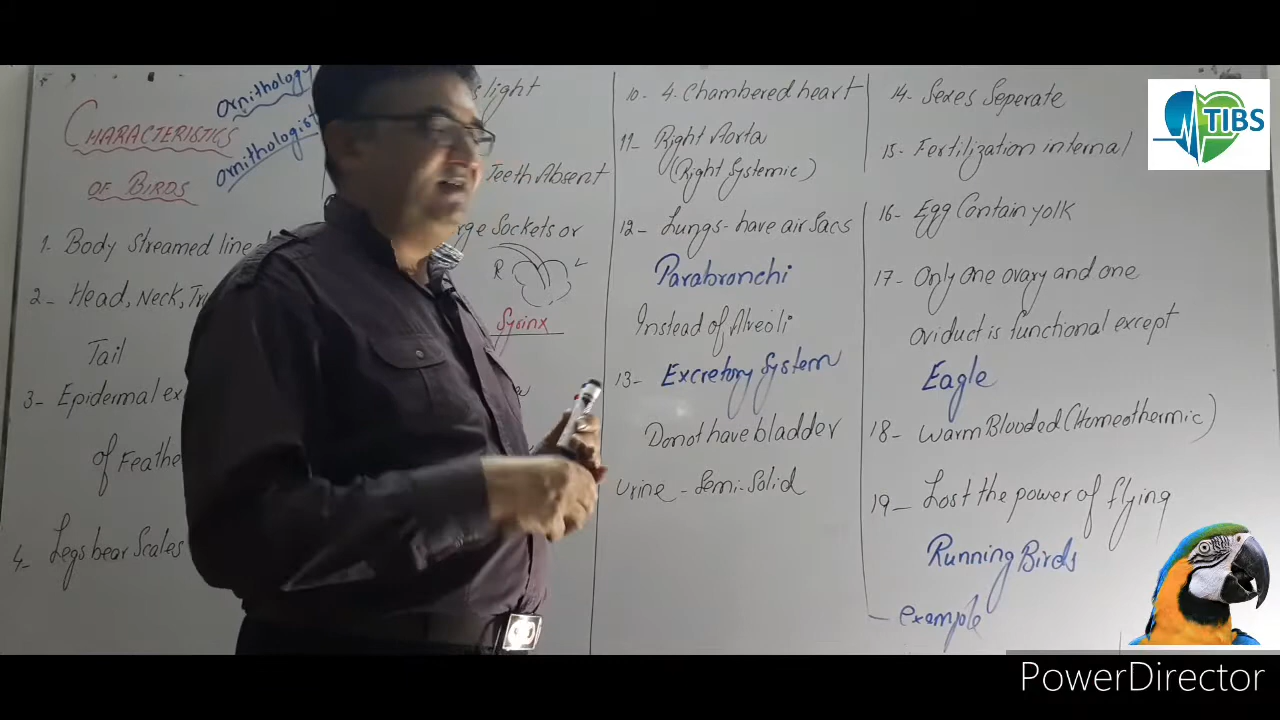 CHARACTERISTICS
OF BIRDS
Ornithology
Ornithologist
1- Body Streamed line
2- Head, Neck,
Tail
3- Epidermal
of
4- Legs bear Scales
light
Teeth Absent
Sockets or
R
L
Syrinx
10- 4-Chambered heart
11- Right Aorta
(Right Systemic)
12- Lungs-have air Sacs
Parabronchi
Instead of Alveoli
13- Excretory System
Donot have bladder
Urine - Semi-Solid
14- Sexes Seperate
15- Fertilization internal
16- Egg Contain yolk
17- Only one ovary and one
oviduct is functional except
Eagle
18- Warm Blooded (Homeothermic)
19- Lost the power of flying
Running Birds
- example
TIBS
PowerDirector